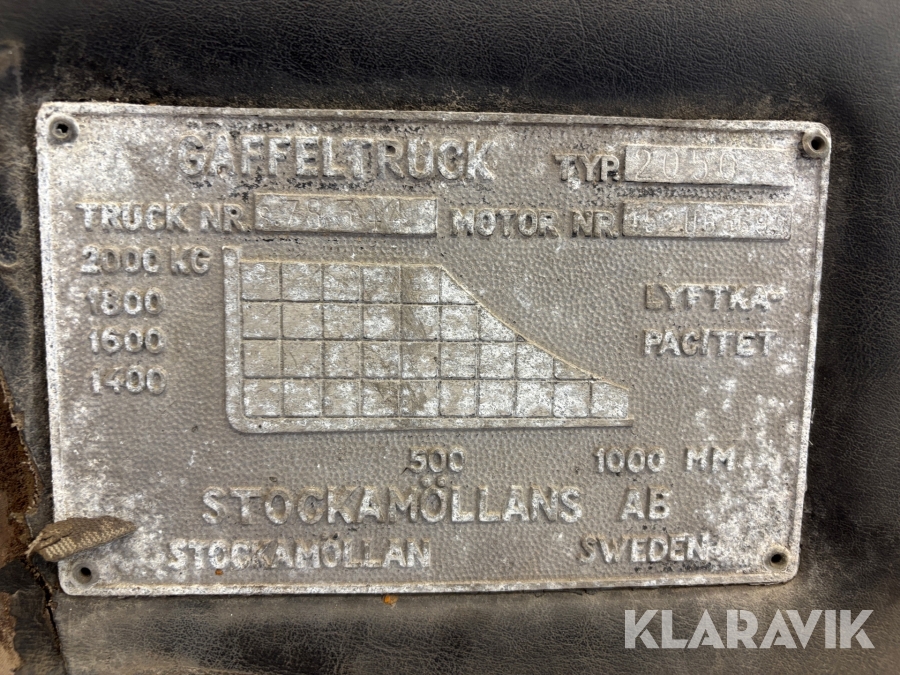 GAFFELTRUCK TYP. 2050
TRUCK NR. MOTOR NR.
2000 KG
1800
1600
1400
LYFTKA-
PACITET
500 1000 MM
STOCKAMÖLLANS AB
STOCKAMÖLLAN SWEDEN
KLARAVIK